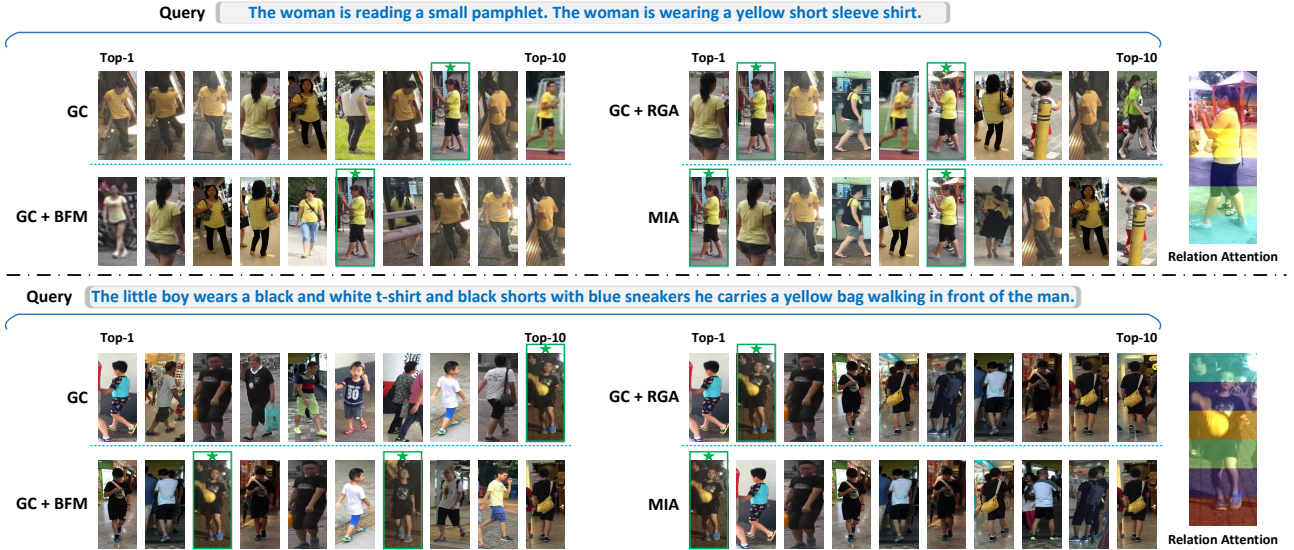 Query The woman is reading a small pamphlet. The woman is wearing a yellow short sleeve shirt.
Top-1 Top-10 Top-1 Top-10
GC GC + RGA
GC + BFM MIA
Relation Attention
Query The little boy wears a black and white t-shirt and black shorts with blue sneakers he carries a yellow bag walking in front of the man.
Top-1 Top-10 Top-1 Top-10
GC GC + RGA
GC + BFM MIA
Relation Attention